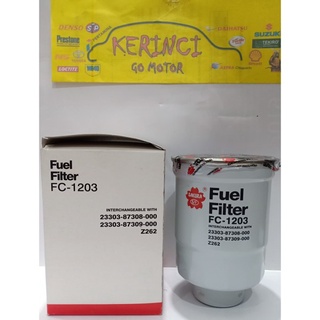 DENSO
Prestone
KERINCI
GO MOTOR
SUZUKI
Fuel
Filter
FC-1203
INTERCHANGEABLE WITH
23303-87308-000
23303-87309-000
Z262
SAKURA
Fuel
Filter
FC-1203
INTERCHANGEABLE WITH
23303-87308-000
23303-87309-000
Z262